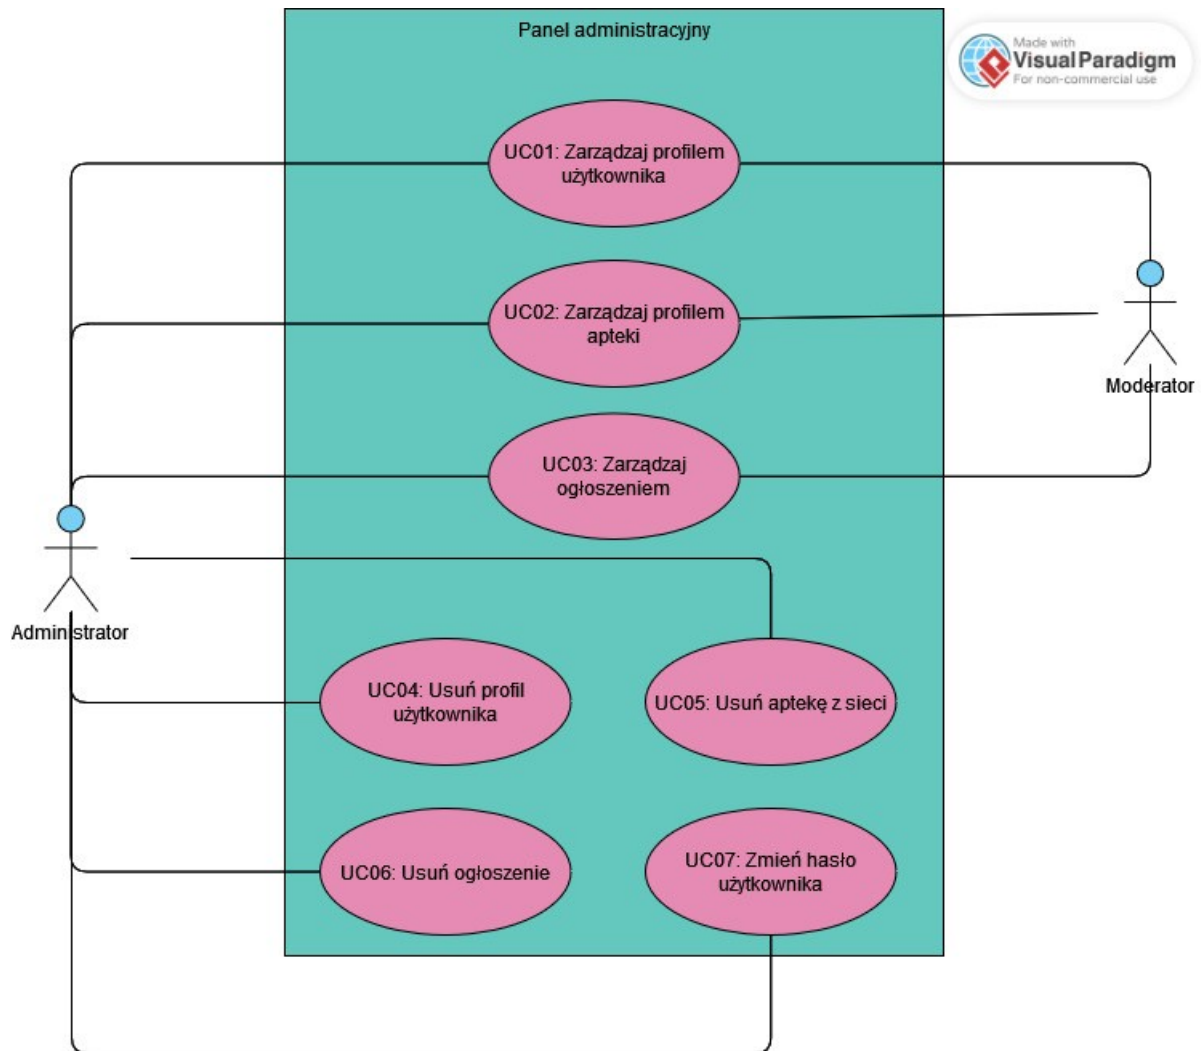 Panel administracyjny
Made with
Visual Paradigm
For non-commercial use
UC01: Zarządzaj profilem
użytkownika
UC02: Zarządzaj profilem
apteki
Moderator
UC03: Zarządzaj
ogłoszeniem
Administrator
UC04: Usuń profil
użytkownika
UC05: Usuń aptekę z sieci
UC06: Usuń ogłoszenie
UC07: Zmień hasło
użytkownika